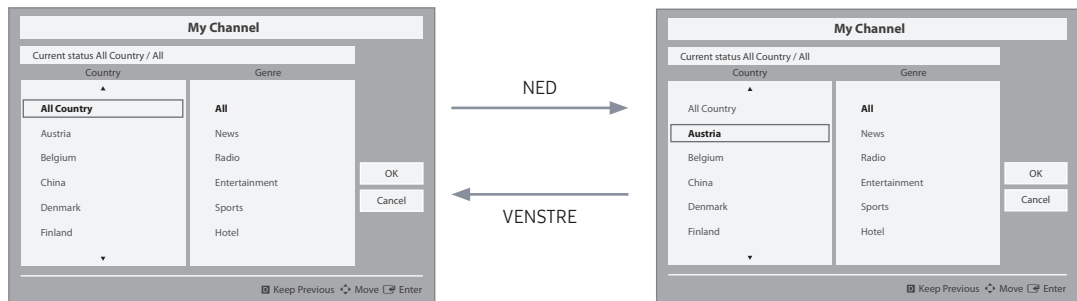 My Channel
Current status All Country / All
Country Genre
All Country All
Austria News
Belgium Radio
China Entertainment
Denmark Sports
Finland Hotel
OK
Cancel
D Keep Previous Move Enter
NED
VENSTRE
My Channel
Current status All Country / All
Country Genre
All Country All
Austria News
Belgium Radio
China Entertainment
Denmark Sports
Finland Hotel
OK
Cancel
D Keep Previous Move Enter